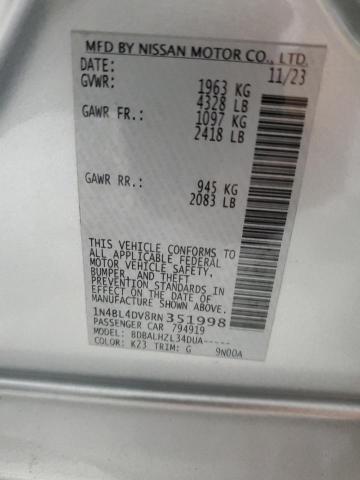 MFD BY NISSAN MOTOR CO., LTD.
DATE: 11/23
GVWR: 1963 KG
4328 LB
GAWR FR.: 1097 KG
2418 LB
GAWR RR.: 945 KG
2083 LB
THIS VEHICLE CONFORMS TO
ALL APPLICABLE FEDERAL
MOTOR VEHICLE SAFETY,
BUMPER, AND THEFT
PREVENTION STANDARDS IN
EFFECT ON THE DATE OF
MANUFACTURE SHOWN ABOVE
1N4BL4DV8RN351998
PASSENGER CAR 794919
MODEL: BDBALHZL34DUA-----
COLOR: K23 TRIM: G 9N00A